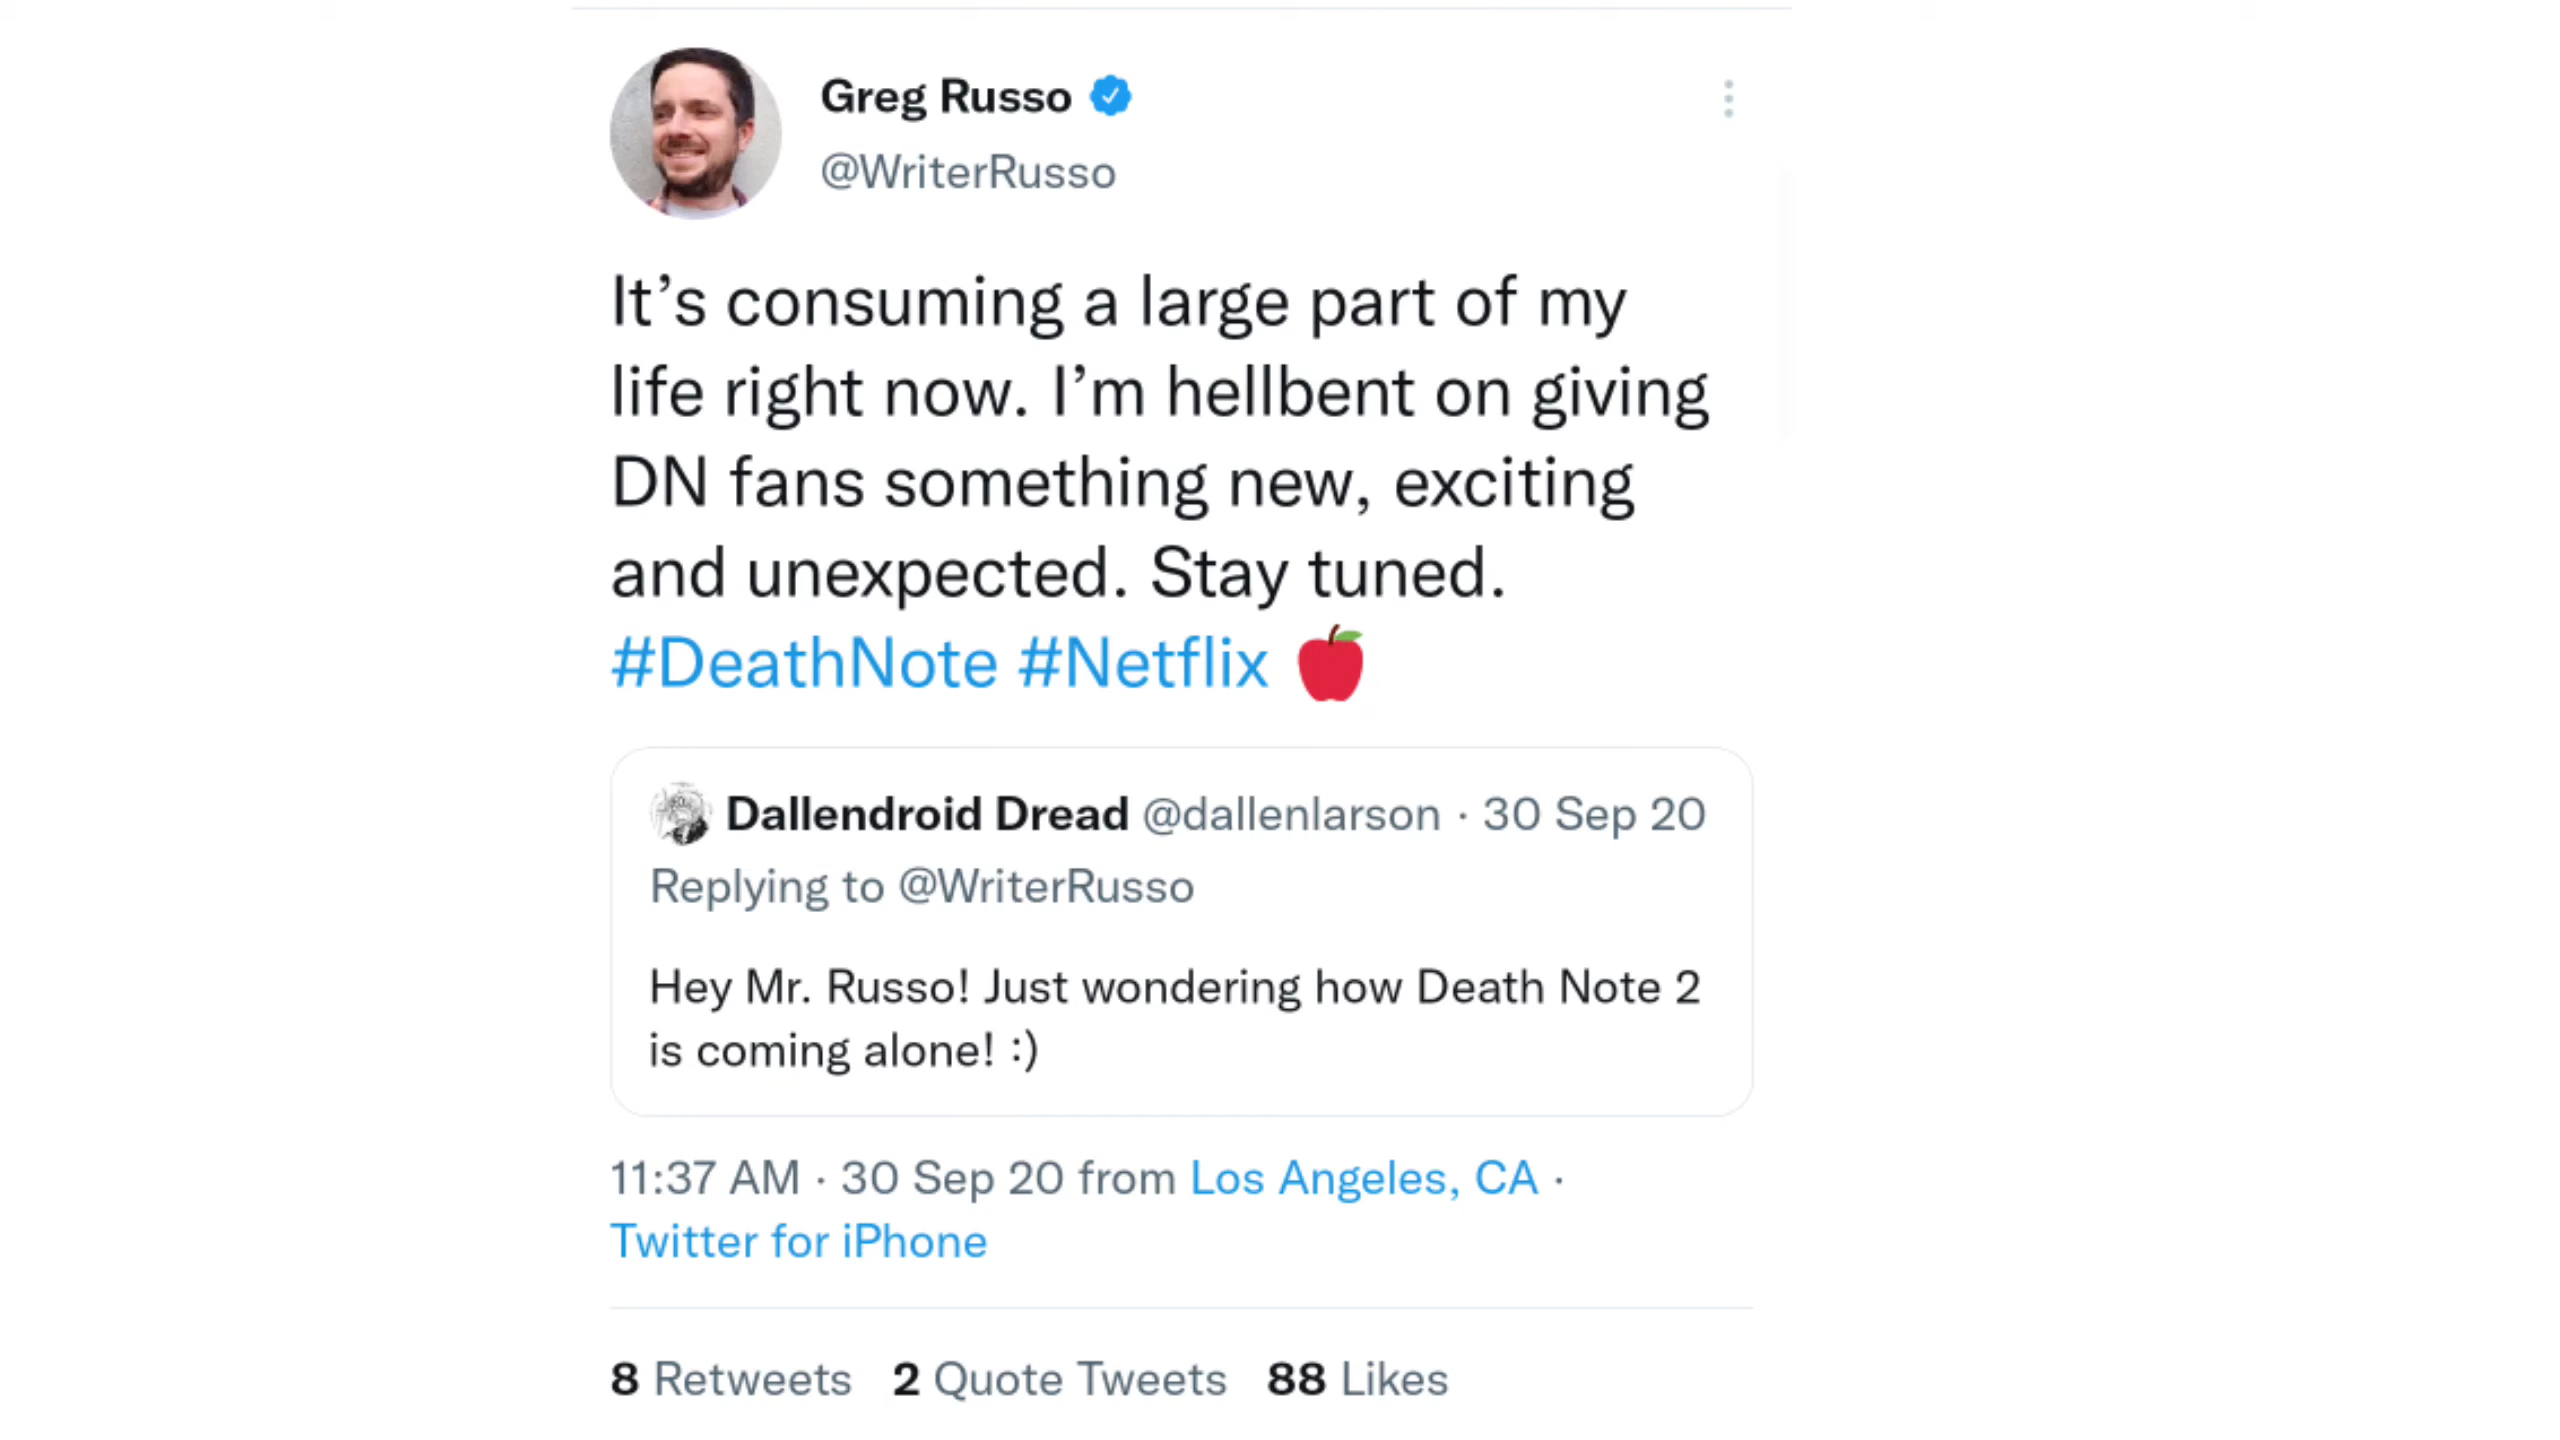 Greg Russo
@WriterRusso
It’s consuming a large part of my
life right now. I’m hellbent on giving
DN fans something new, exciting
and unexpected. Stay tuned.
#DeathNote #Netflix
Dallendroid Dread @dallenlarson · 30 Sep 20
Replying to @WriterRusso
Hey Mr. Russo! Just wondering how Death Note 2
is coming alone! :)
11:37 AM · 30 Sep 20 from Los Angeles, CA ·
Twitter for iPhone
8 Retweets 2 Quote Tweets 88 Likes